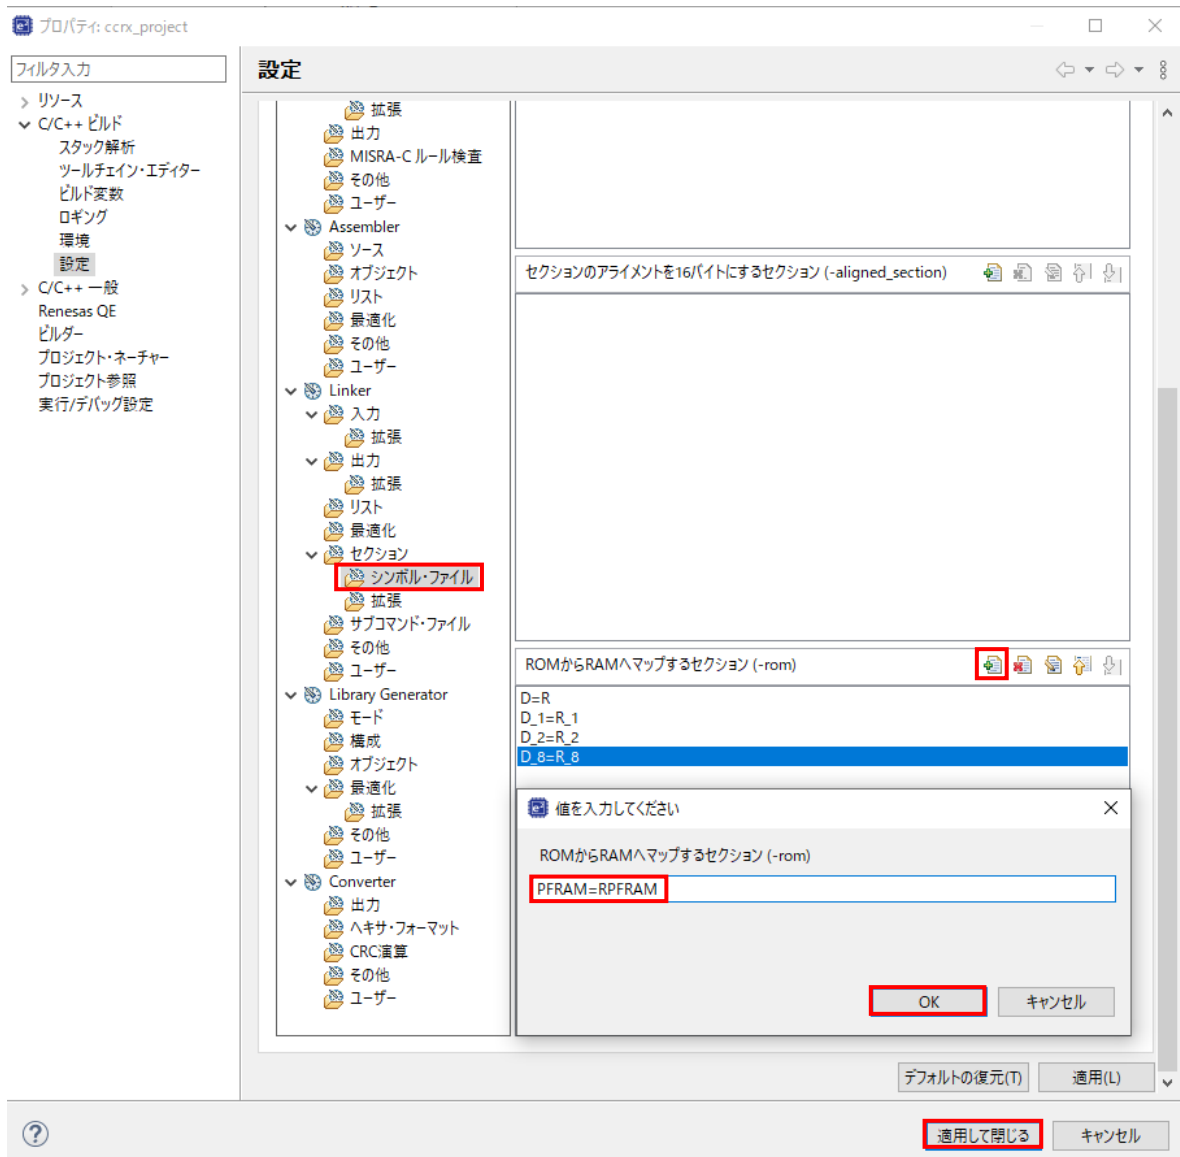 プロパティ: ccrx_project
フィルタ入力
設定
リソース
C/C++ ビルド
スタック解析
ツールチェイン・エディター
ビルド変数
ロギング
環境
設定
C/C++ 一般
Renesas QE
ビルダー
プロジェクト・ネーチャー
プロジェクト参照
実行/デバッグ設定
拡張
出力
MISRA-C ルール検査
その他
ユーザー
Assembler
ソース
オブジェクト
リスト
最適化
その他
ユーザー
Linker
入力
拡張
出力
拡張
リスト
最適化
セクション
シンボル・ファイル
拡張
サブコマンド・ファイル
その他
ユーザー
Library Generator
モード
構成
オブジェクト
最適化
拡張
その他
ユーザー
Converter
出力
ヘキサ・フォーマット
CRC演算
その他
ユーザー
セクションのアライメントを16バイトにするセクション (-aligned_section)
ROMからRAMへマップするセクション (-rom)
D=R
D_1=R_1
D_2=R_2
D_8=R_8
値を入力してください
ROMからRAMへマップするセクション (-rom)
PFRAM=RPFRAM
OK
キャンセル
デフォルトの復元(T)
適用(L)
適用して閉じる
キャンセル